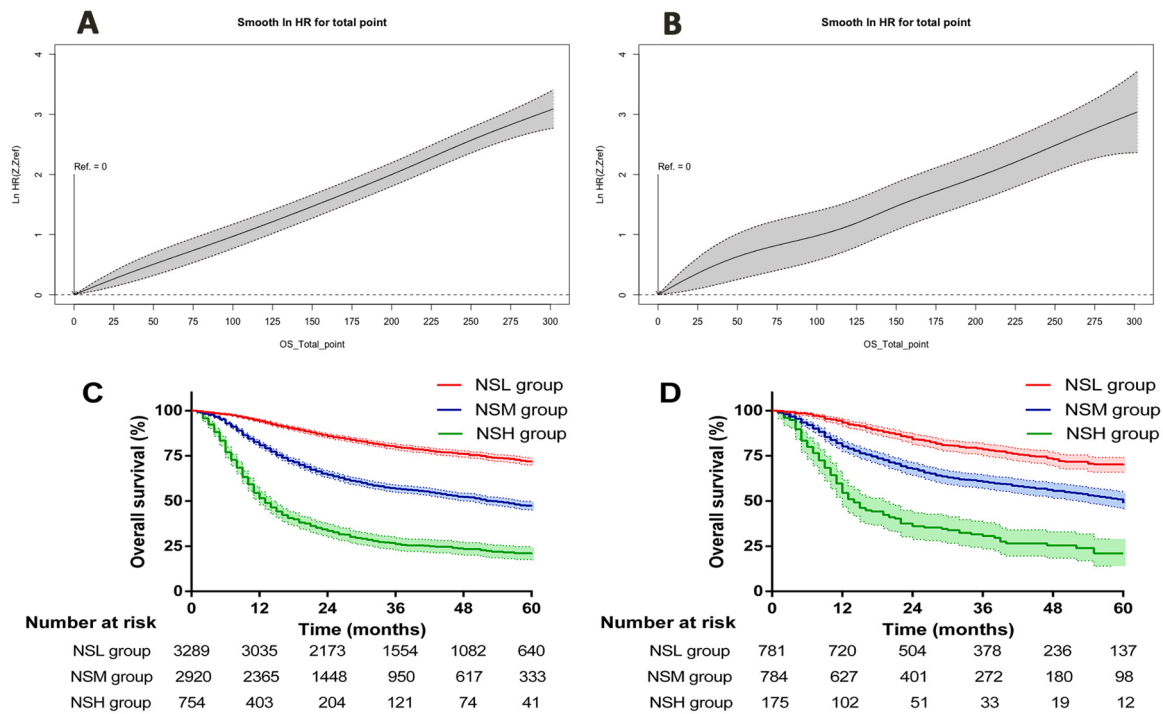 A
Smooth ln HR for total point
Ln HR(Z,Zref)
4
3
2
1
0
Ref. = 0
0 25 50 75 100 125 150 175 200 225 250 275 300
OS_Total_point
B
Smooth ln HR for total point
Ln HR(Z,Zref)
4
3
2
1
0
Ref. = 0
0 25 50 75 100 125 150 175 200 225 250 275 300
OS_Total_point
C
NSL group
NSM group
NSH group
Overall survival (%)
100
75
50
25
0
0 12 24 36 48 60
Time (months)
Number at risk
NSL group 3289 3035 2173 1554 1082 640
NSM group 2920 2365 1448 950 617 333
NSH group 754 403 204 121 74 41
D
NSL group
NSM group
NSH group
Overall survival (%)
100
75
50
25
0
0 12 24 36 48 60
Time (months)
Number at risk
NSL group 781 720 504 378 236 137
NSM group 784 627 401 272 180 98
NSH group 175 102 51 33 19 12